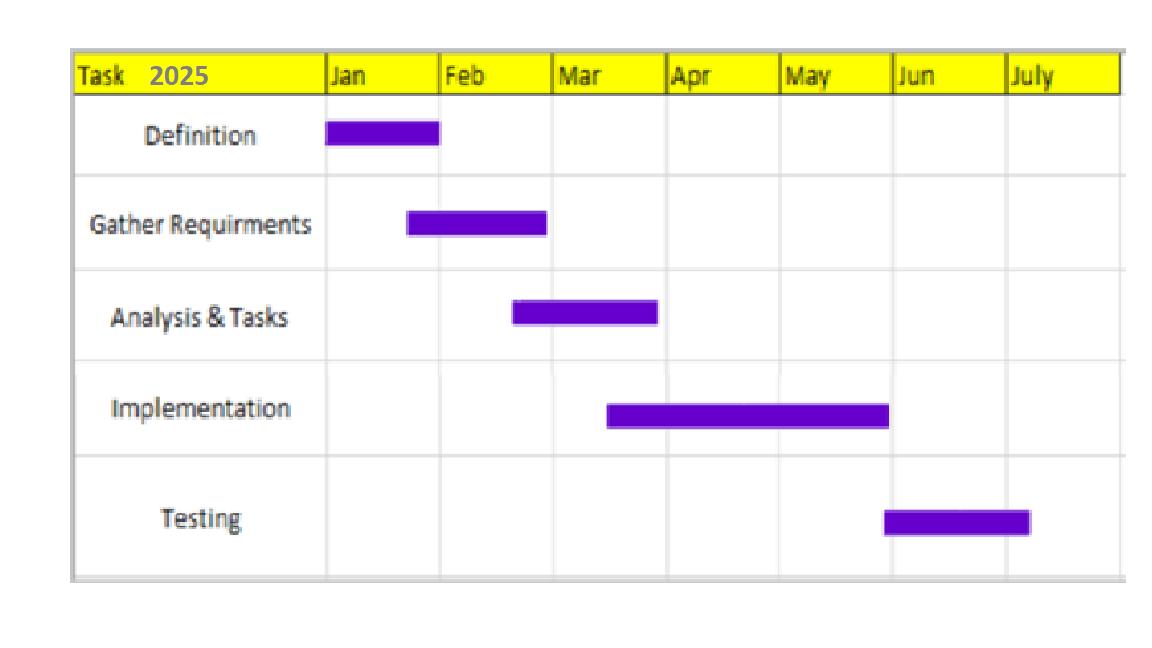 Task 2025 Jan Feb Mar Apr May Jun July
Definition
Gather Requirments
Analysis & Tasks
Implementation
Testing